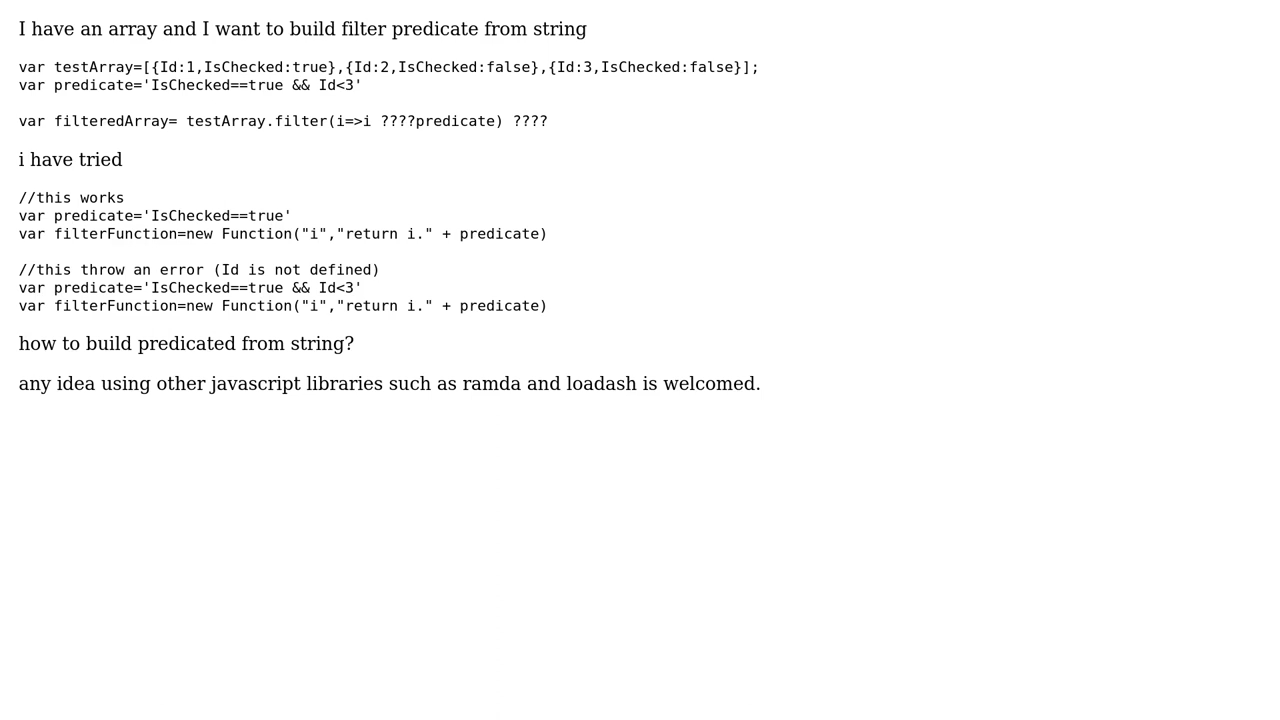 I have an array and I want to build filter predicate from string
var testArray=[{Id:1,IsChecked:true},{Id:2,IsChecked:false},{Id:3,IsChecked:false}];
var predicate='IsChecked==true && Id<3'
var filteredArray= testArray.filter(i=>i ????predicate) ????
i have tried
//this works
var predicate='IsChecked==true'
var filterFunction=new Function("i","return i." + predicate)
//this throw an error (Id is not defined)
var predicate='IsChecked==true && Id<3'
var filterFunction=new Function("i","return i." + predicate)
how to build predicated from string?
any idea using other javascript libraries such as ramda and loadash is welcomed.